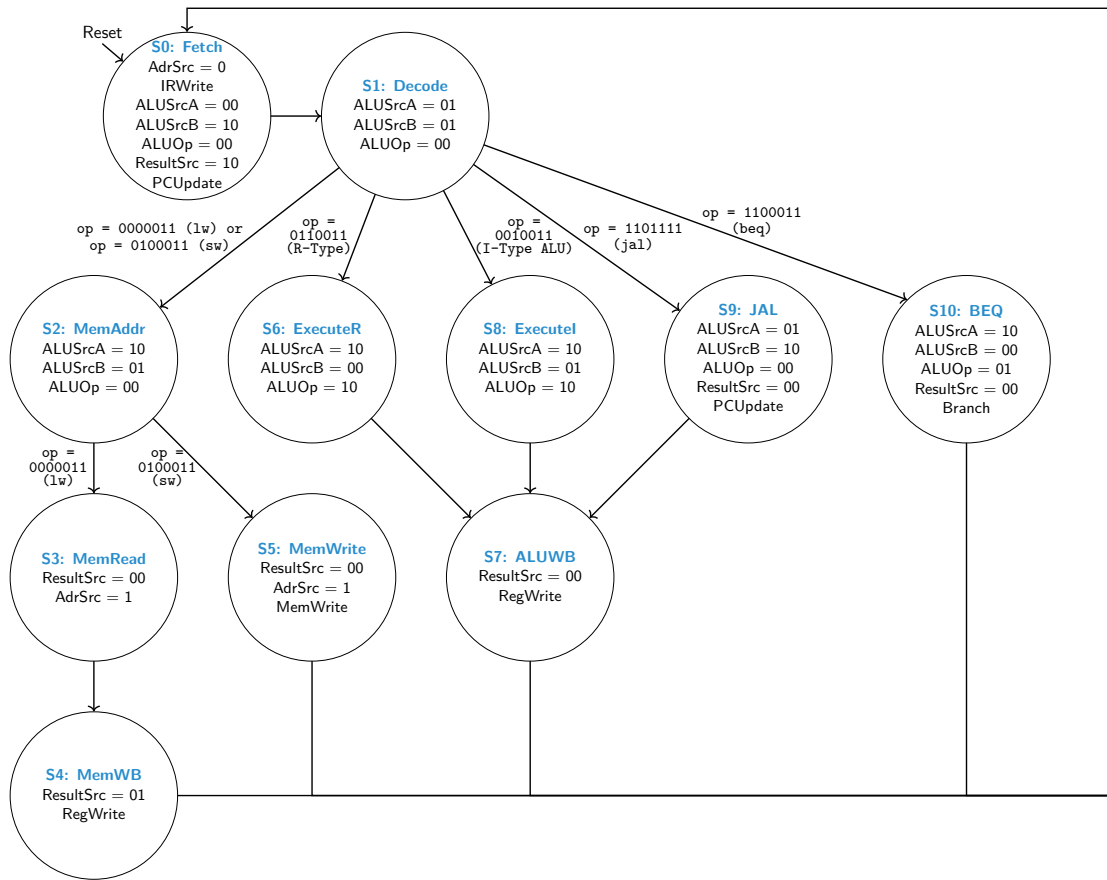 Reset
S0: Fetch
AdrSrc = 0
IRWrite
ALUSrcA = 00
ALUSrcB = 10
ALUOp = 00
ResultSrc = 10
PCUpdate
S1: Decode
ALUSrcA = 01
ALUSrcB = 01
ALUOp = 00
op = 0000011 (lw) or
op = 0100011 (sw)
op =
0110011
(R-Type)
op =
0010011
(I-Type ALU)
op = 1101111
(jal)
op = 1100011
(beq)
S2: MemAddr
ALUSrcA = 10
ALUSrcB = 01
ALUOp = 00
S6: ExecuteR
ALUSrcA = 10
ALUSrcB = 00
ALUOp = 10
S8: ExecuteI
ALUSrcA = 10
ALUSrcB = 01
ALUOp = 10
S9: JAL
ALUSrcA = 01
ALUSrcB = 10
ALUOp = 00
ResultSrc = 00
PCUpdate
S10: BEQ
ALUSrcA = 10
ALUSrcB = 00
ALUOp = 01
ResultSrc = 00
Branch
op =
0000011
(lw)
op =
0100011
(sw)
S3: MemRead
ResultSrc = 00
AdrSrc = 1
S5: MemWrite
ResultSrc = 00
AdrSrc = 1
MemWrite
S7: ALUWB
ResultSrc = 00
RegWrite
S4: MemWB
ResultSrc = 01
RegWrite